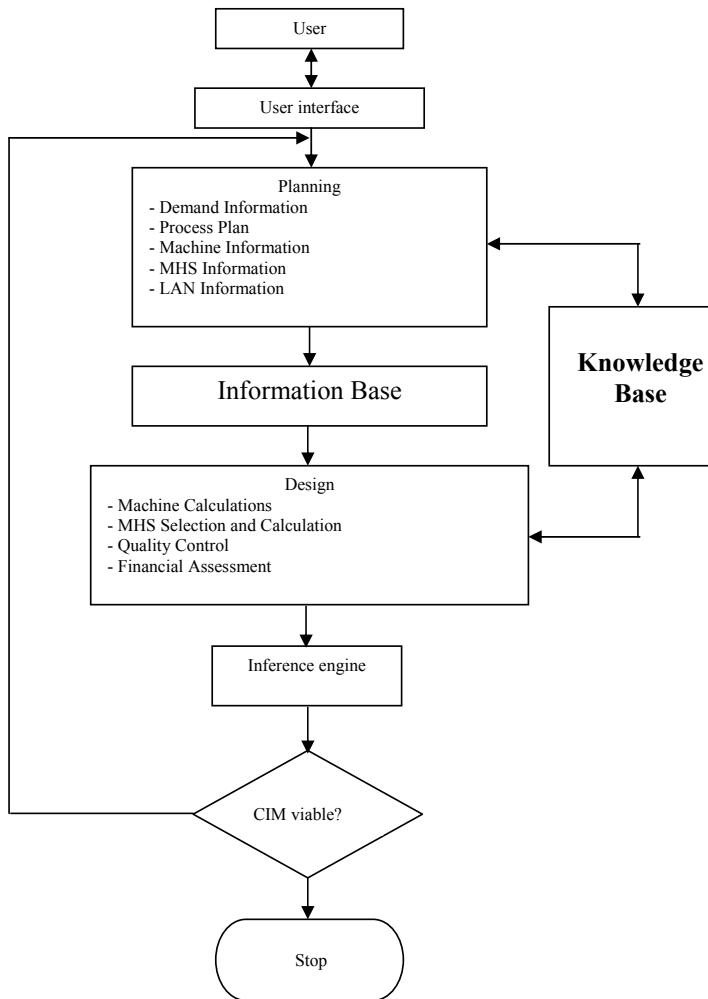 User
User interface
Planning
- Demand Information
- Process Plan
- Machine Information
- MHS Information
- LAN Information
Knowledge
Base
Information Base
Design
- Machine Calculations
- MHS Selection and Calculation
- Quality Control
- Financial Assessment
Inference engine
CIM viable?
Stop